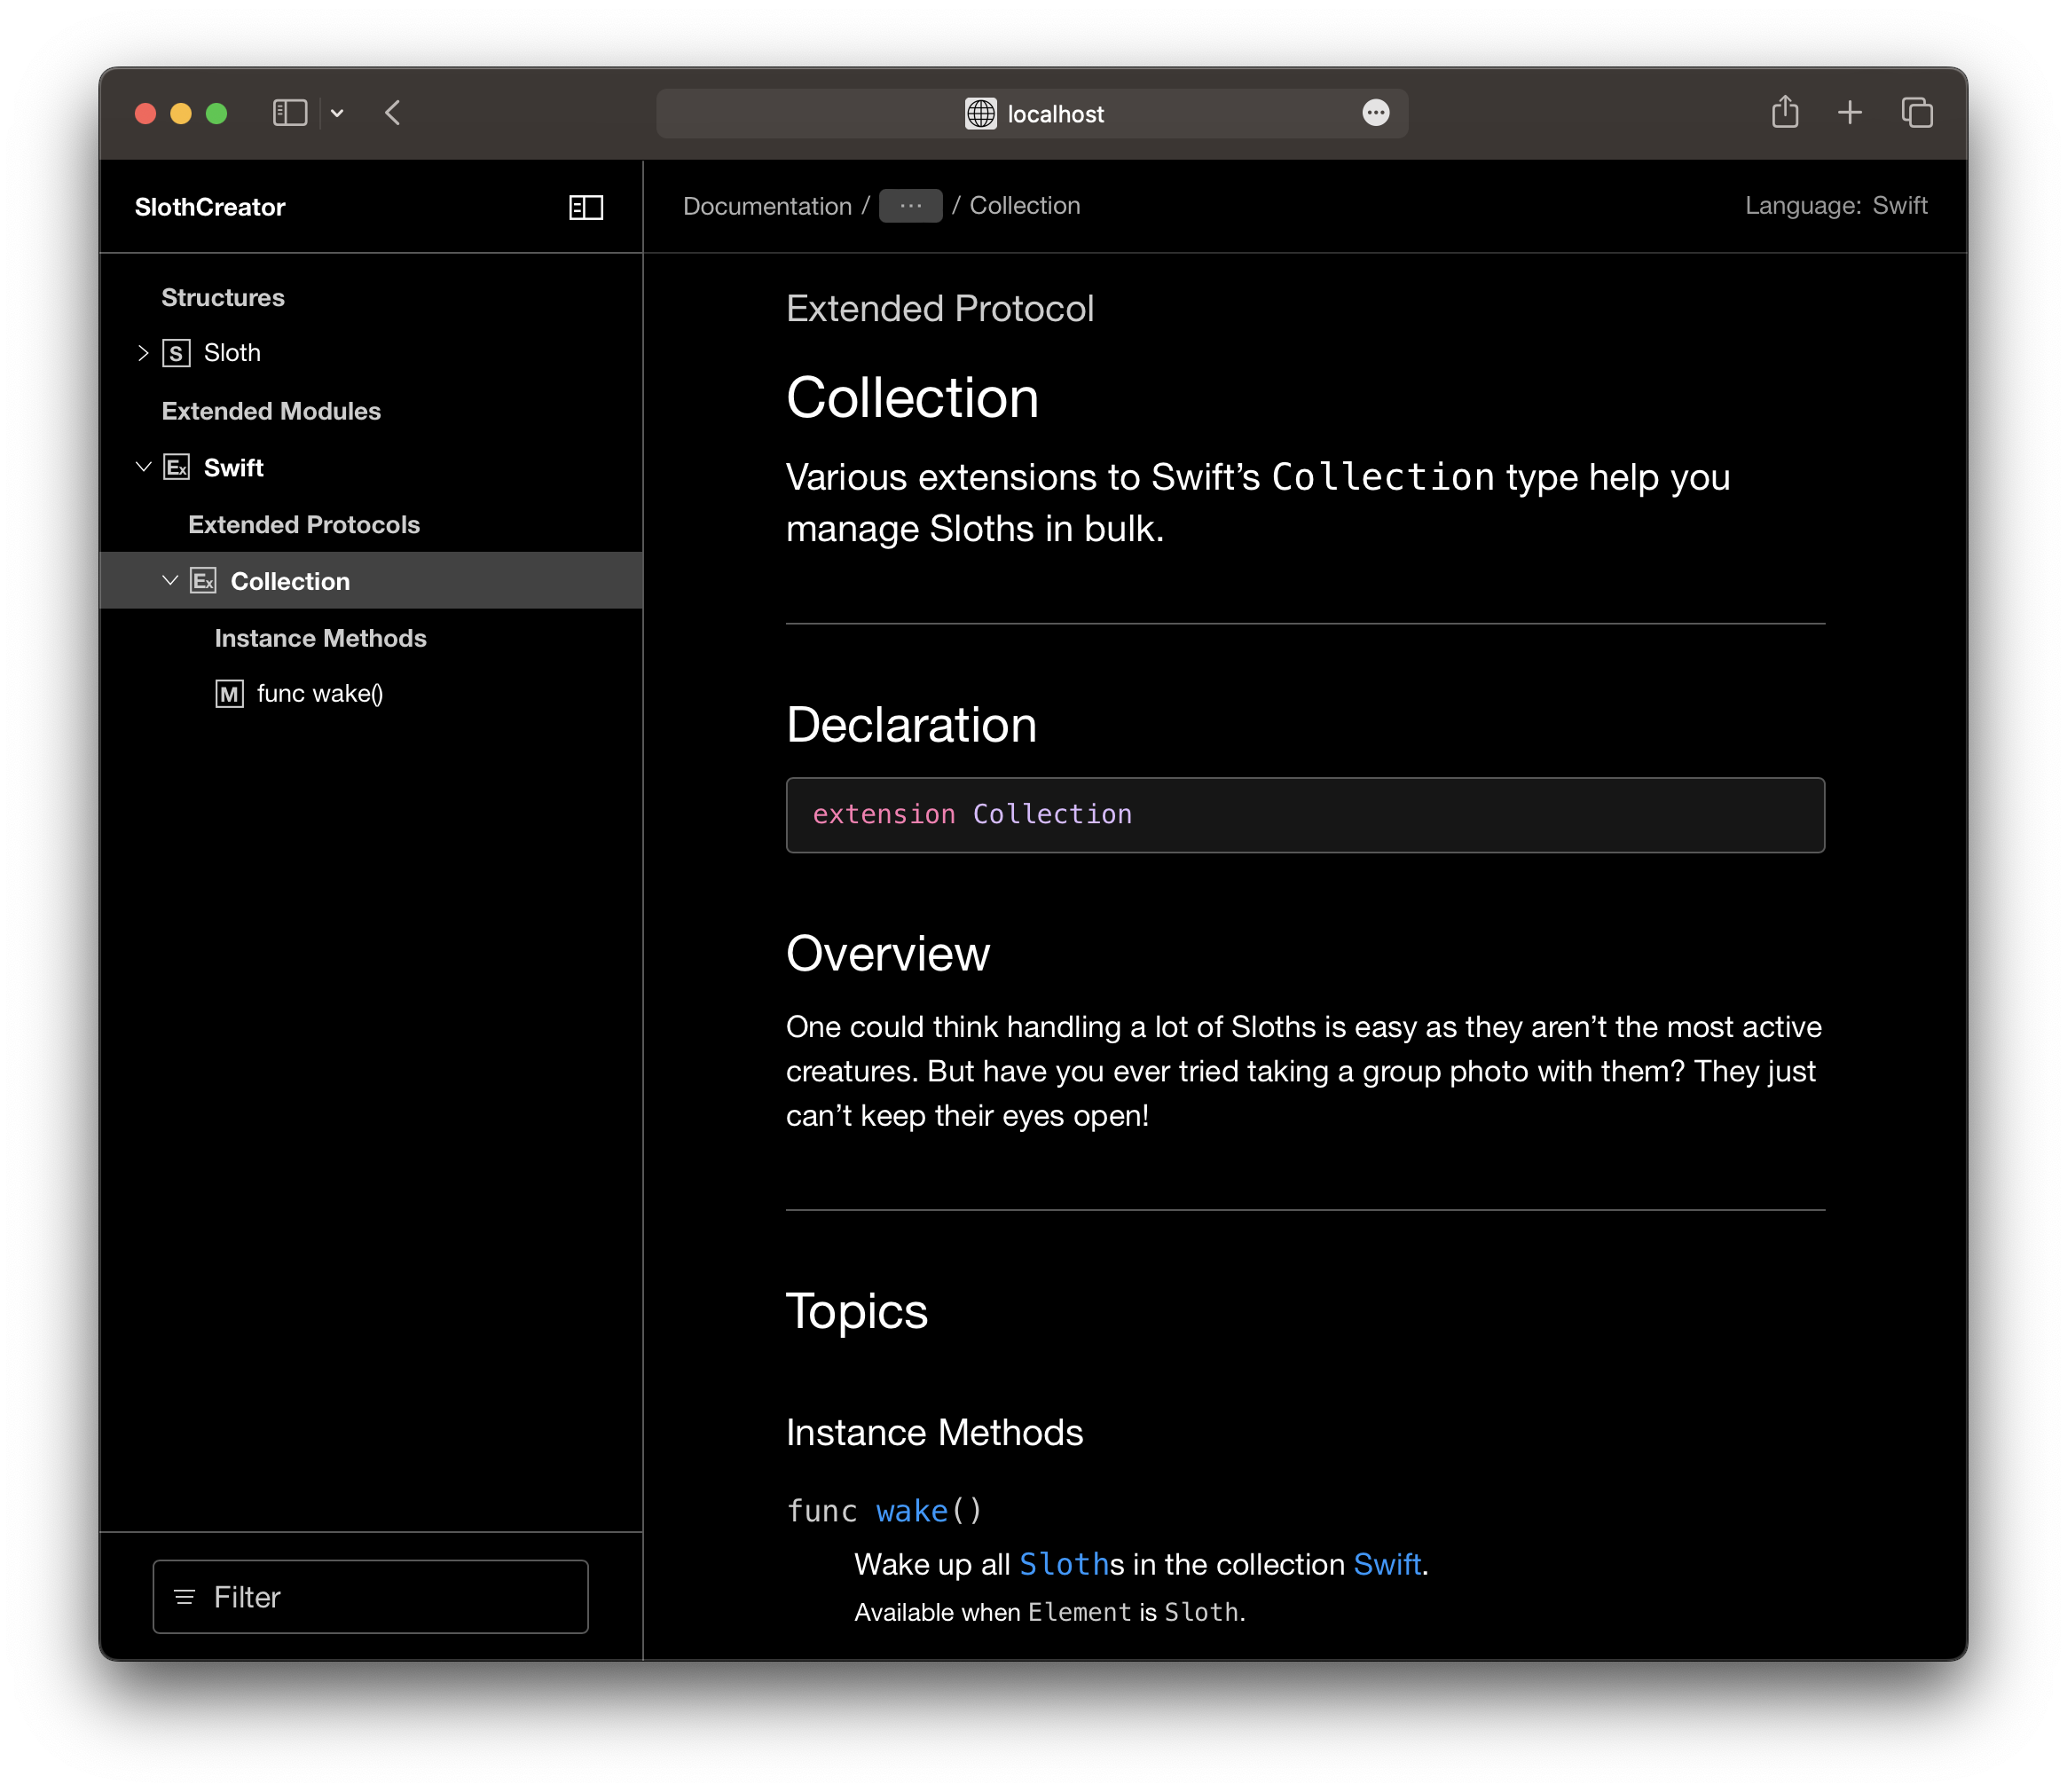 localhost
SlothCreator
Structures
S Sloth
Extended Modules
Ex Swift
Extended Protocols
Ex Collection
Instance Methods
M func wake()
Filter
Documentation / ··· / Collection
Language: Swift
Extended Protocol
Collection
Various extensions to Swift’s Collection type help you
manage Sloths in bulk.
Declaration
extension Collection
Overview
One could think handling a lot of Sloths is easy as they aren’t the most active
creatures. But have you ever tried taking a group photo with them? They just
can’t keep their eyes open!
Topics
Instance Methods
func wake()
Wake up all Sloths in the collection Swift.
Available when Element is Sloth.